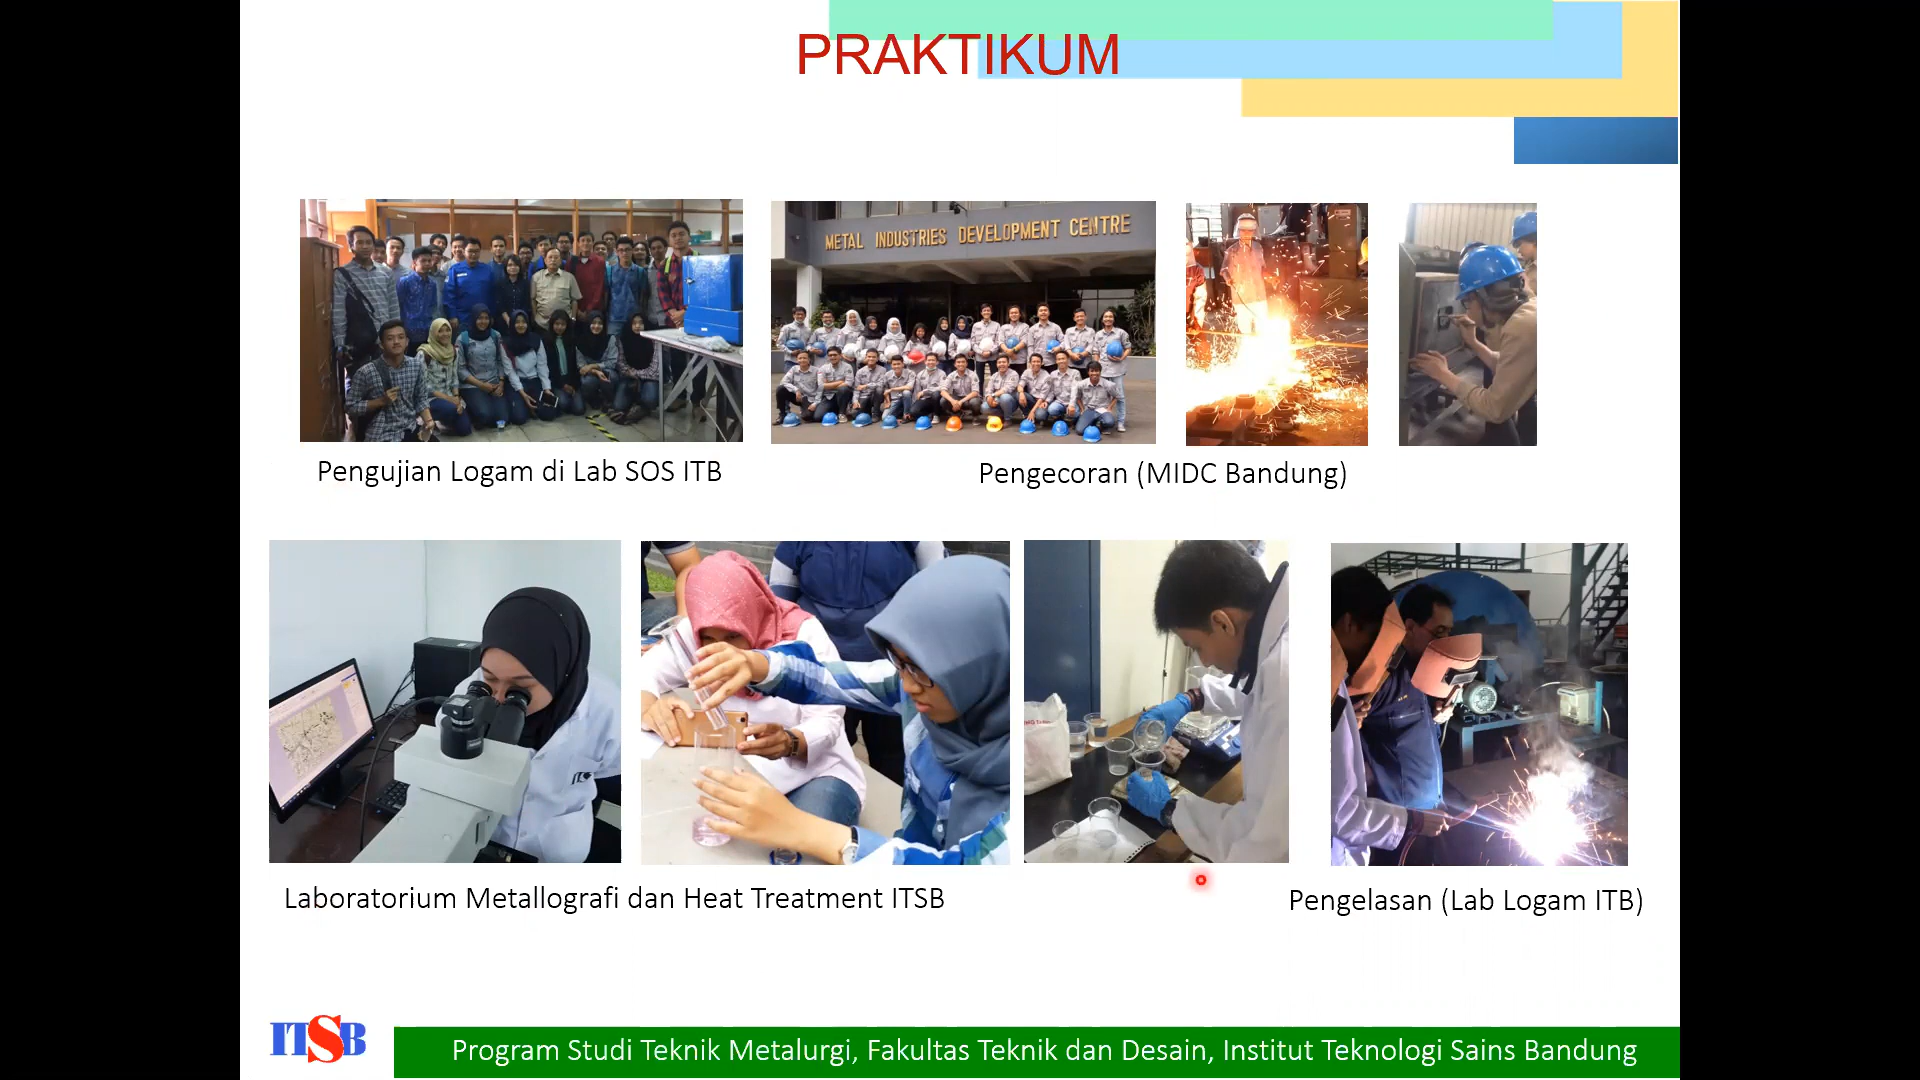 PRAKTIKUM
METAL INDUSTRIES DEVELOPMENT CENTRE
Pengujian Logam di Lab SOS ITB
Pengecoran (MIDC Bandung)
Laboratorium Metallografi dan Heat Treatment ITSB
Pengelasan (Lab Logam ITB)
ITSB
Program Studi Teknik Metalurgi, Fakultas Teknik dan Desain, Institut Teknologi Sains Bandung